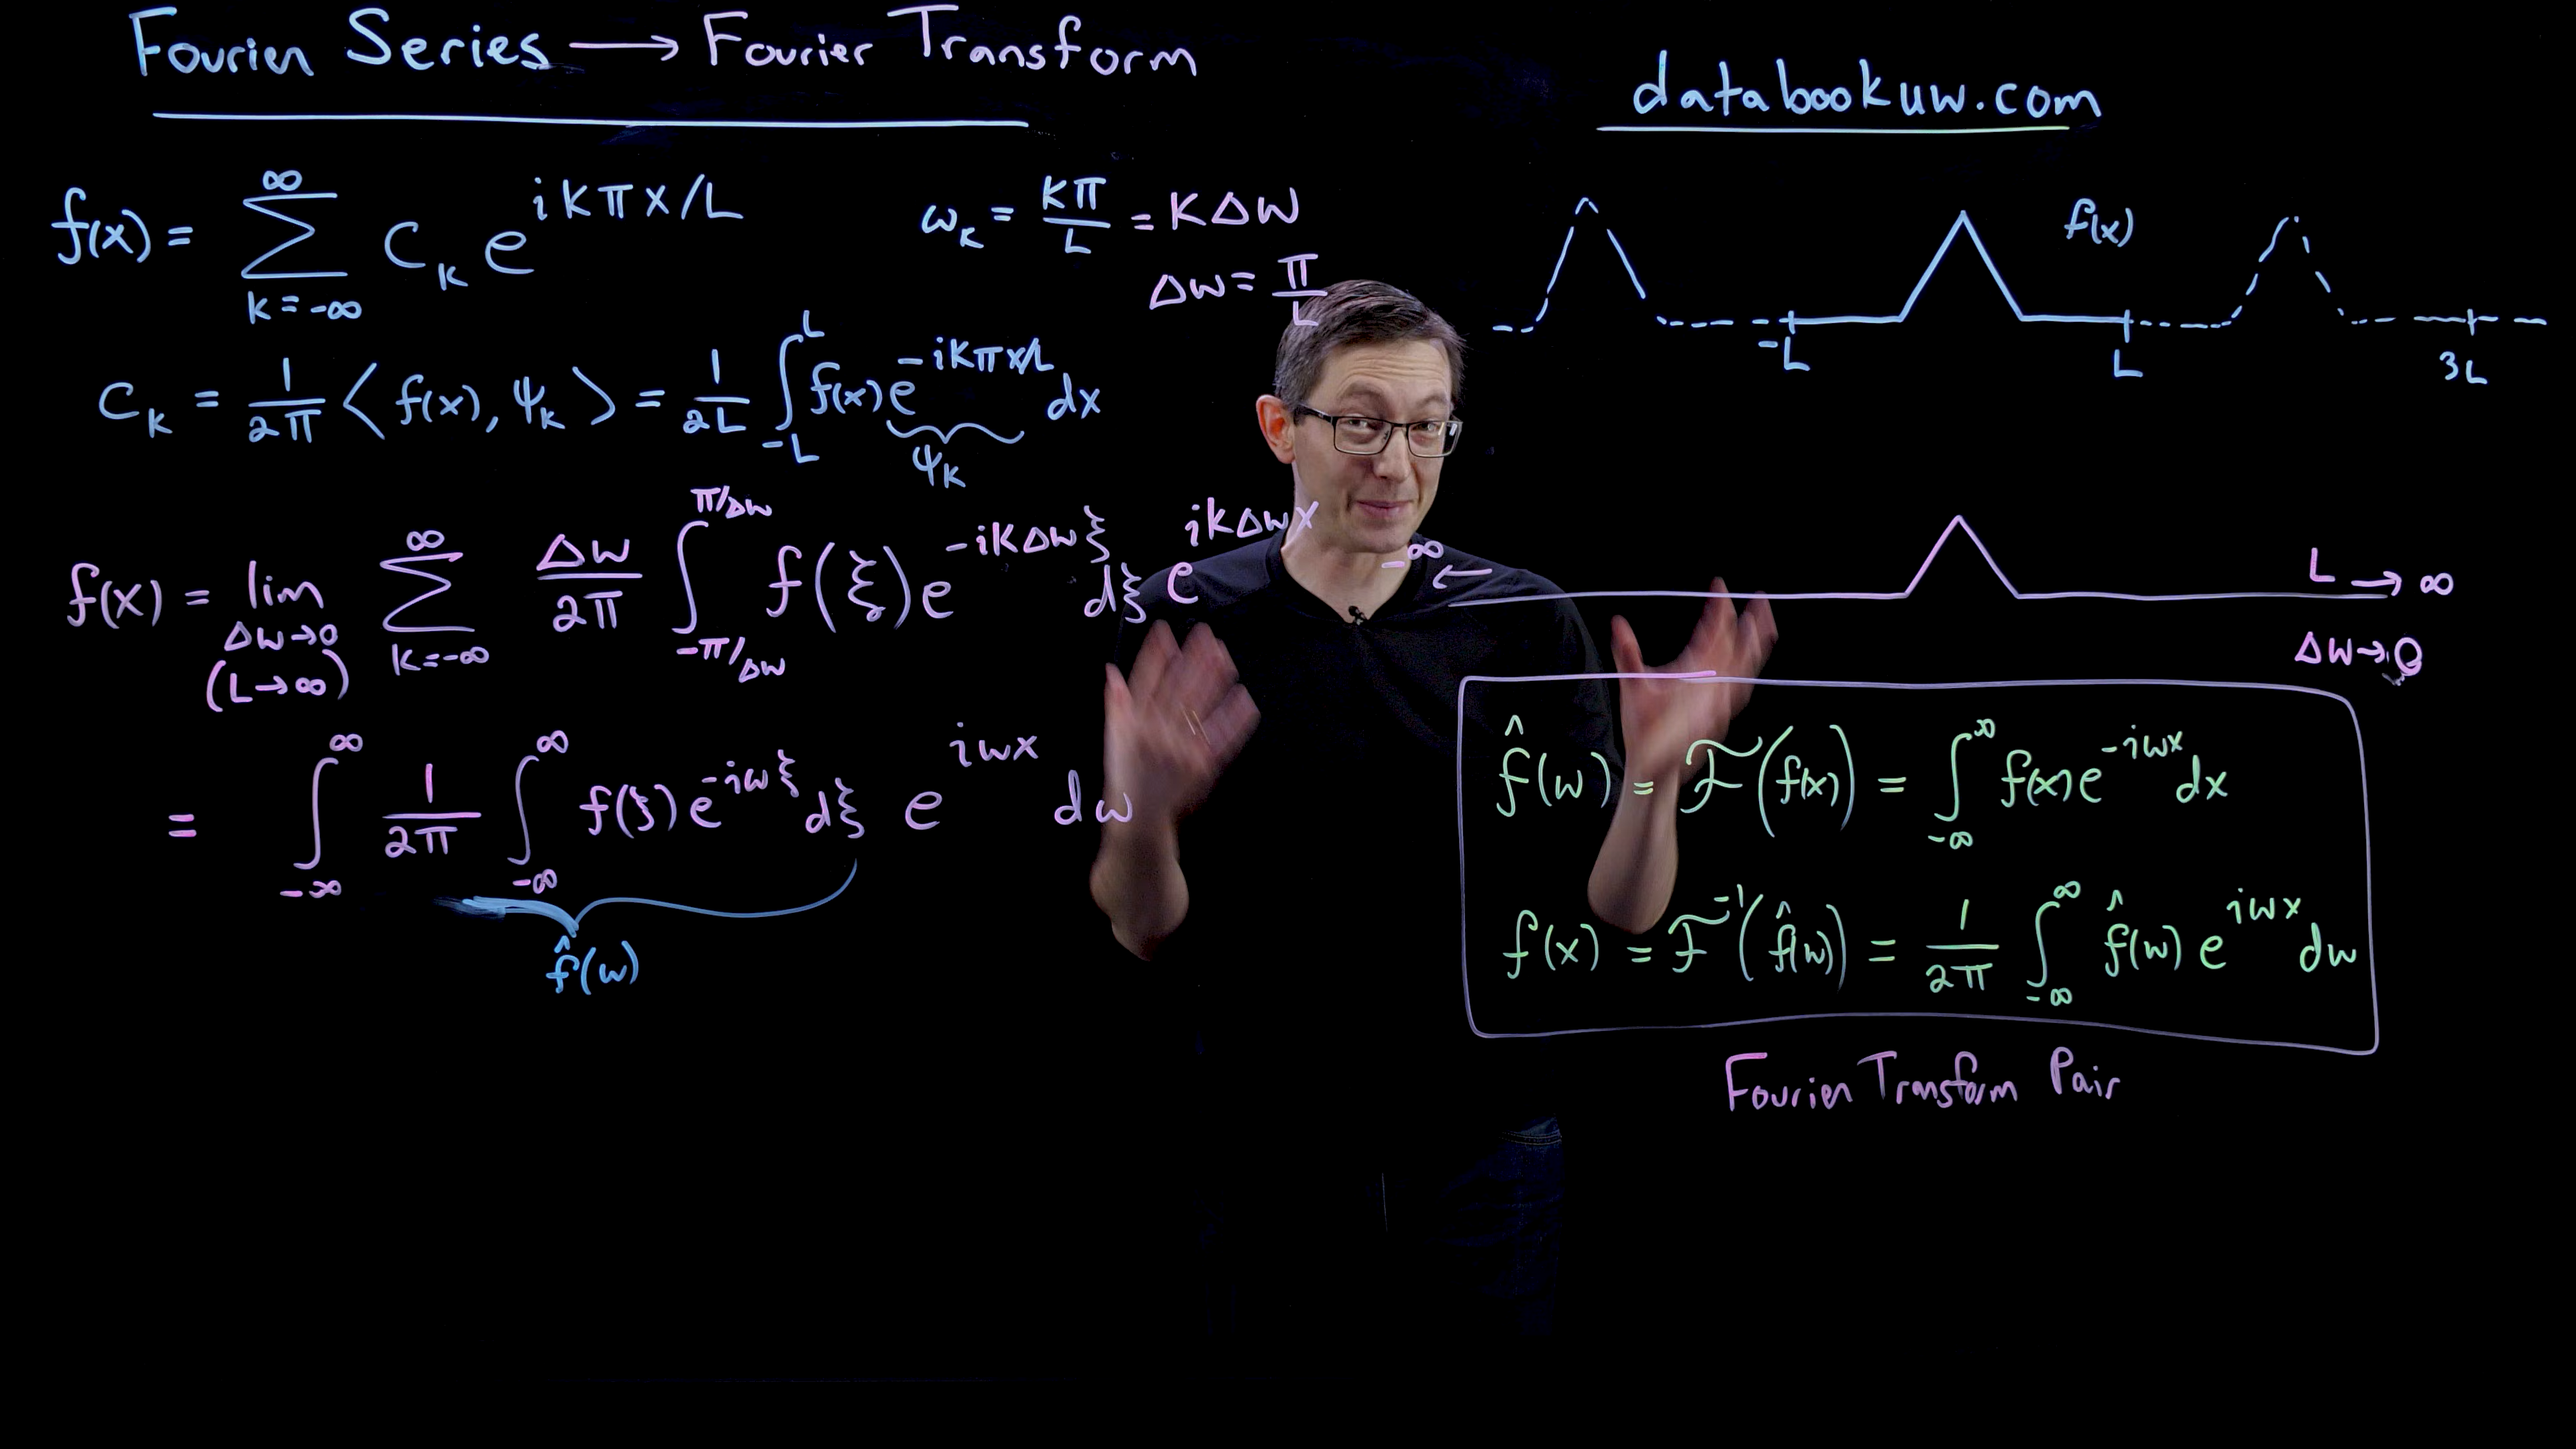 Fourier Series → Fourier Transform
databookuw.com
f(x) = ∑_{k=-∞}^{∞} c_k e^{ikπx/L}
ω_k = kπ/L = kΔω
Δω = π/L
c_k = 1/2π ⟨f(x), ψ_k⟩ = 1/2L ∫_{-L}^{L} f(x) e^{-ikπx/L} dx
ψ_k
f(x) = lim_{Δω→0 (L→∞)} ∑_{k=-∞}^{∞} Δω/2π ∫_{-π/Δω}^{π/Δω} f(ξ) e^{-ikΔωξ} dξ e^{ikΔωx}
= ∫_{-∞}^{∞} 1/2π ∫_{-∞}^{∞} f(ξ) e^{-iωξ} dξ e^{iωx} dω
f̂(ω)
f(x)
-L L 3L
-∞ ← L → ∞
Δω→0
f̂(ω) = ℱ(f(x)) = ∫_{-∞}^{∞} f(x) e^{-iωx} dx
f(x) = ℱ^{-1}(f̂(ω)) = 1/2π ∫_{-∞}^{∞} f̂(ω) e^{iωx} dω
Fourier Transform Pair